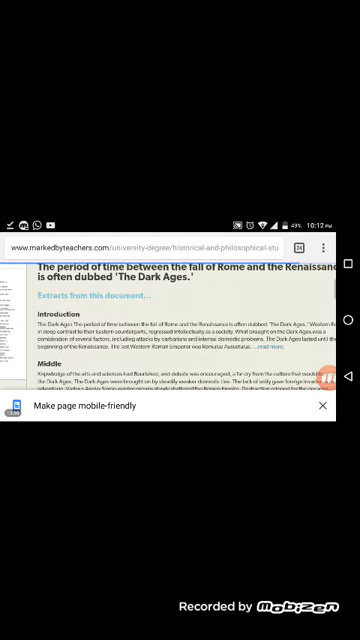 43% 10:12 PM
www.markedbyteachers.com/university-degree/historical-and-philosophical-stu
24
The period of time between the fall of Rome and the Renaissanc
is often dubbed 'The Dark Ages.'
Extracts from this document...
Introduction
The Dark Ages The period of time between the fall of Rome and the Renaissance is often dubbed 'The Dark Ages.' Western
in deep contrast to their Eastern counterparts, regressed intellectually as a society. What brought on the Dark Ages was a
combination of several factors, including attacks by barbarians and internal domestic problems. The Dark Ages lasted until the
beginning of the Renaissance. The last Western Roman Emperor was Romulus Augustulus. ...read more.
Middle
Knowledge of the arts and sciences had flourished, and debate was encouraged, a far cry from the culture that would
the Dark Ages. The Dark Ages were brought on by steadily weaker domestic ties. The lack of unity gave foreign
Make page mobile-friendly
Recorded by Mobizen